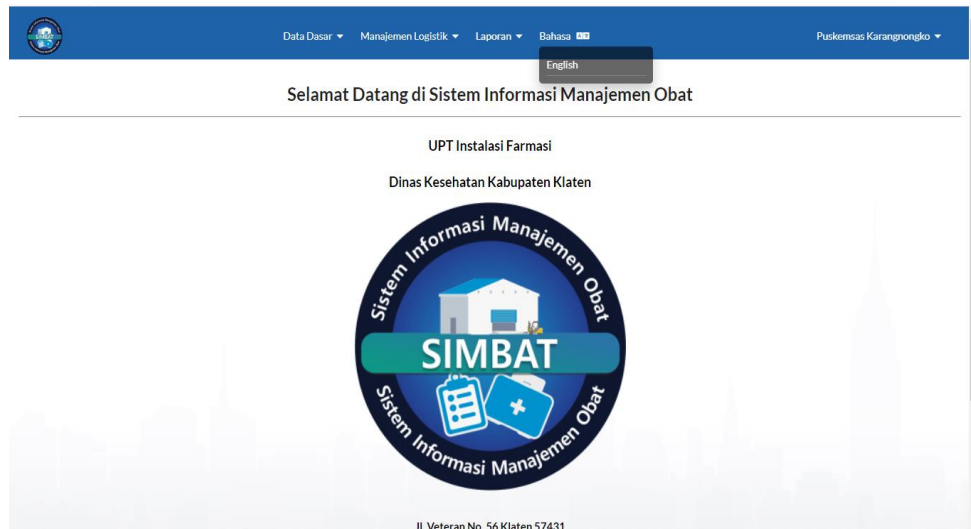 Data Dasar Manajemen Logistik Laporan Bahasa Puskemsas Karangnongko
English
Selamat Datang di Sistem Informasi Manajemen Obat
UPT Instalasi Farmasi
Dinas Kesehatan Kabupaten Klaten
Sistem Informasi Manajemen Obat
SIMBAT
Sistem Informasi Manajemen Obat
Jl. Veteran No. 56 Klaten 57431